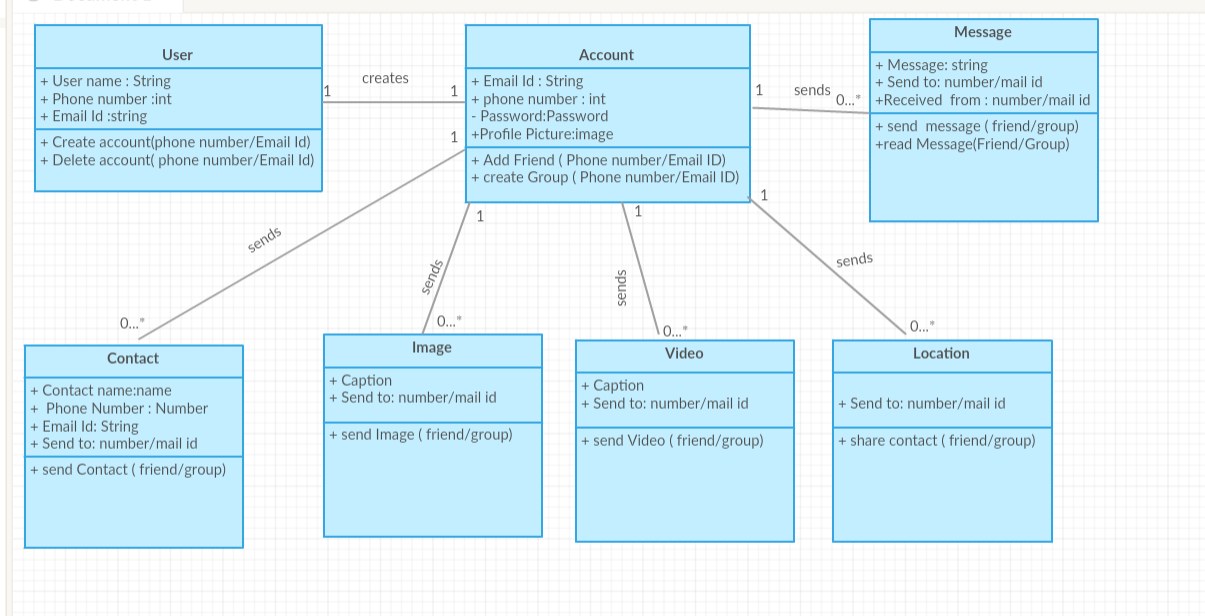 User
+ User name : String
+ Phone number :int
+ Email Id :string
+ Create account(phone number/Email Id)
+ Delete account( phone number/Email Id)
1
creates
1
1
Account
+ Email Id : String
+ phone number : int
- Password:Password
+Profile Picture:image
+ Add Friend ( Phone number/Email ID)
+ create Group ( Phone number/Email ID)
1
sends
0...*
Message
+ Message: string
+ Send to: number/mail id
+Received from : number/mail id
+ send message ( friend/group)
+read Message(Friend/Group)
sends
0...*
1
sends
0...*
1
sends
0...*
1
sends
0...*
Contact
+ Contact name:name
+ Phone Number : Number
+ Email Id: String
+ Send to: number/mail id
+ send Contact ( friend/group)
Image
+ Caption
+ Send to: number/mail id
+ send Image ( friend/group)
Video
+ Caption
+ Send to: number/mail id
+ send Video ( friend/group)
Location
+ Send to: number/mail id
+ share contact ( friend/group)